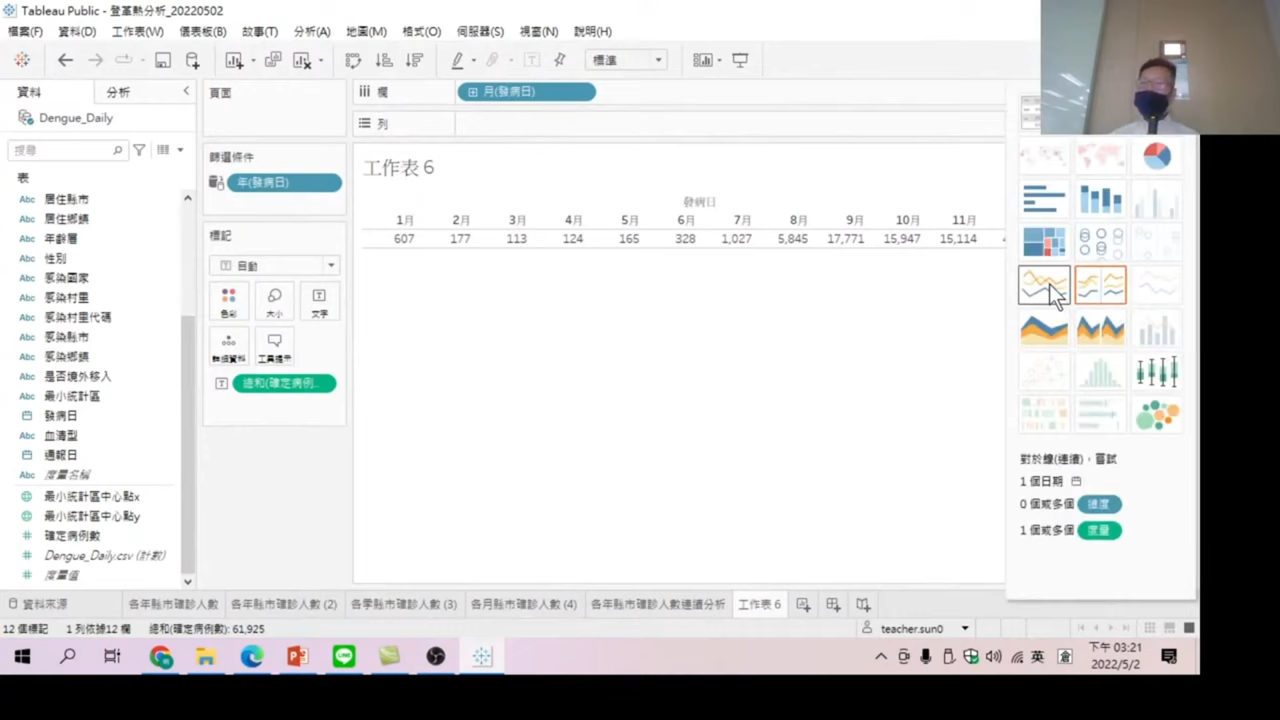 Tableau Public - 登革熱分析_20220502
檔案(F) 資料(D) 工作表(W) 儀表板(B) 故事(T) 分析(A) 地圖(M) 格式(O) 伺服器(S) 視窗(N) 說明(H)
標準
資料 分析
頁面
欄 月(發病日)
Dengue_Daily
列
搜尋
篩選條件
年(發病日)
表
居住縣市
居住鄉鎮
年齡層
性別
感染國家
感染村里
感染村里代碼
感染縣市
感染鄉鎮
是否境外移入
最小統計區
發病日
血清型
通報日
度量名稱
最小統計區中心點x
最小統計區中心點y
確定病例數
Dengue_Daily.csv (計數)
度量值
標記
自動
色彩 大小 文字
詳細資料 工具提示
總和(確定病例..
工作表 6
發病日
1月 2月 3月 4月 5月 6月 7月 8月 9月 10月 11月
607 177 113 124 165 328 1,027 5,845 17,771 15,947 15,114
對於線(連續)，嘗試
1 個日期
0 個或多個 維度
1 個或多個 度量
資料來源 各年縣市確診人數 各年縣市確診人數 (2) 各季縣市確診人數 (3) 各月縣市確診人數 (4) 各年縣市確診人數連續分析 工作表 6
12 個標記 1 列依據12 欄 總和(確定病例數): 61,925
teacher.sun0
英
下午 03:21
2022/5/2